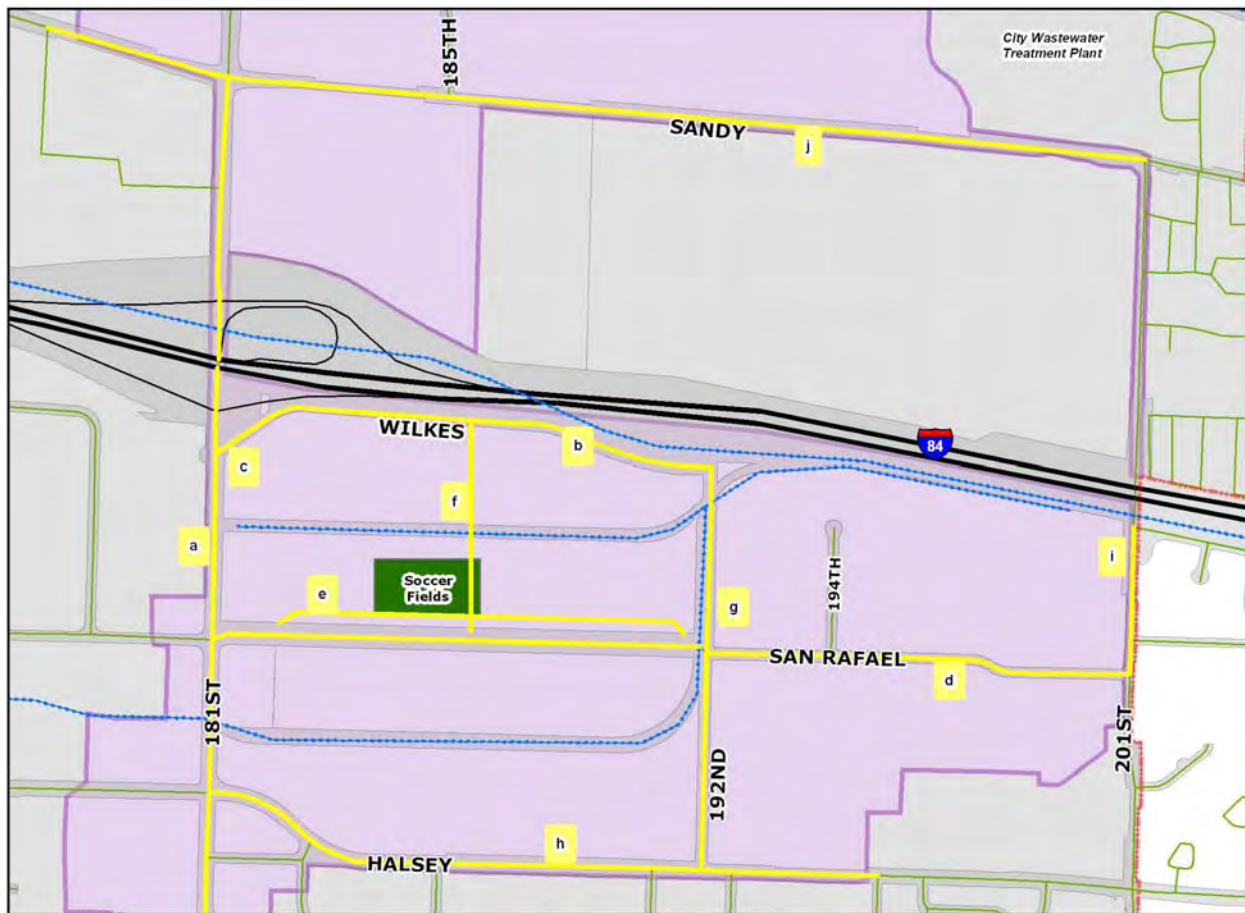 City Wastewater
Treatment Plant
185TH
SANDY
j
WILKES
b
84
c
f
a
Soccer
Fields
e
i
194TH
g
SAN RAFAEL
d
181ST
201ST
192ND
h
HALSEY